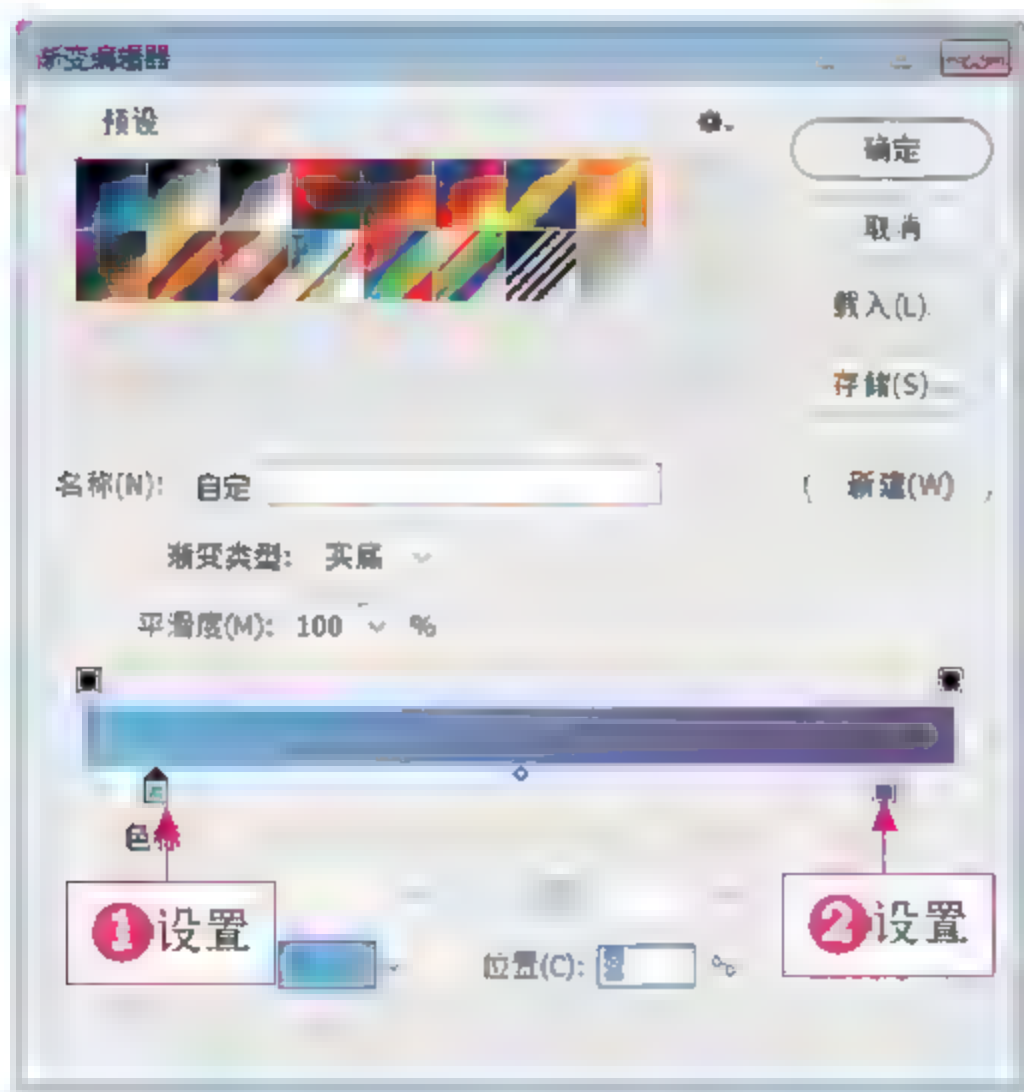 渐变编辑器
预设
确定
取消
载入(L)
存储(S)
名称(N): 自定
新建(W)
渐变类型: 实底
平滑度(M): 100 %
色标
1 设置
2 设置
位置(C): 8